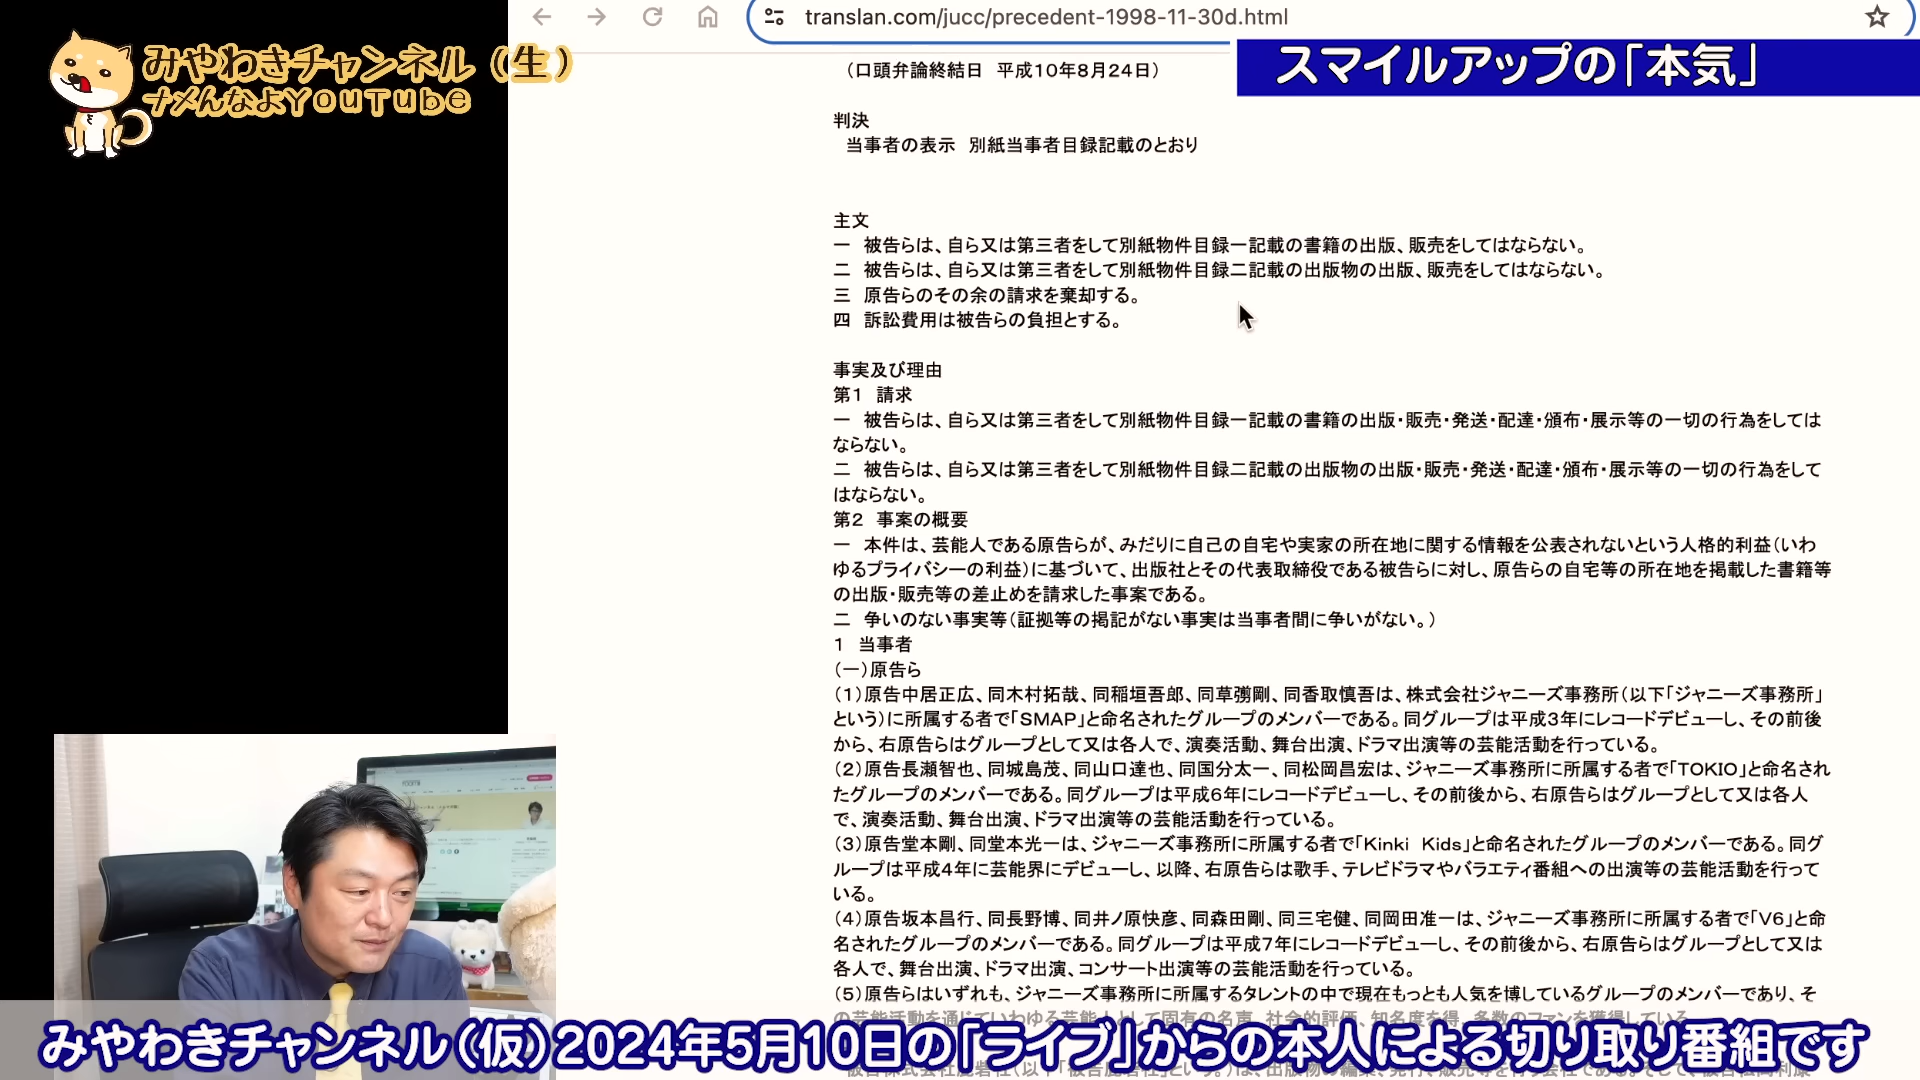 みやわきチャンネル（生）
ナメんなよYouTube
translan.com/jucc/precedent-1998-11-30d.html
スマイルアップの「本気」
（口頭弁論終結日　平成10年8月24日）
判決
当事者の表示　別紙当事者目録記載のとおり
主文
一　被告らは、自ら又は第三者をして別紙物件目録一記載の書籍の出版、販売をしてはならない。
二　被告らは、自ら又は第三者をして別紙物件目録二記載の出版物の出版、販売をしてはならない。
三　原告らのその余の請求を棄却する。
四　訴訟費用は被告らの負担とする。
事実及び理由
第1　請求
一　被告らは、自ら又は第三者をして別紙物件目録一記載の書籍の出版・販売・発送・配達・頒布・展示等の一切の行為をしては
ならない。
二　被告らは、自ら又は第三者をして別紙物件目録二記載の出版物の出版・販売・発送・配達・頒布・展示等の一切の行為をして
はならない。
第2　事案の概要
一　本件は、芸能人である原告らが、みだりに自己の自宅や実家の所在地に関する情報を公表されないという人格的利益（いわ
ゆるプライバシーの利益）に基づいて、出版社とその代表取締役である被告らに対し、原告らの自宅等の所在地を掲載した書籍等
の出版・販売等の差止めを請求した事案である。
二　争いのない事実等（証拠等の掲記がない事実は当事者間に争いがない。）
1　当事者
（一）原告ら
（1）原告中居正広、同木村拓哉、同稲垣吾郎、同草彅剛、同香取慎吾は、株式会社ジャニーズ事務所（以下「ジャニーズ事務所」
という）に所属する者で「SMAP」と命名されたグループのメンバーである。同グループは平成3年にレコードデビューし、その前後
から、右原告らはグループとして又は各人で、演奏活動、舞台出演、ドラマ出演等の芸能活動を行っている。
（2）原告長瀬智也、同城島茂、同山口達也、同国分太一、同松岡昌宏は、ジャニーズ事務所に所属する者で「TOKIO」と命名され
たグループのメンバーである。同グループは平成6年にレコードデビューし、その前後から、右原告らはグループとして又は各人
で、演奏活動、舞台出演、ドラマ出演等の芸能活動を行っている。
（3）原告堂本剛、同堂本光一は、ジャニーズ事務所に所属する者で「Kinki　Kids」と命名されたグループのメンバーである。同グ
ループは平成4年に芸能界にデビューし、以降、右原告らは歌手、テレビドラマやバラエティ番組への出演等の芸能活動を行って
いる。
（4）原告坂本昌行、同長野博、同井ノ原快彦、同森田剛、同三宅健、同岡田准一は、ジャニーズ事務所に所属する者で「V6」と命
名されたグループのメンバーである。同グループは平成7年にレコードデビューし、その前後から、右原告らはグループとして又は
各人で、舞台出演、ドラマ出演、コンサート出演等の芸能活動を行っている。
（5）原告らはいずれも、ジャニーズ事務所に所属するタレントの中で現在もっとも人気を博しているグループのメンバーであり、そ
の芸能活動を通じていわゆる芸能人として固有の名声、社会的評価、知名度を得、多数のファンを獲得している。
みやわきチャンネル（仮）2024年5月10日の「ライブ」からの本人による切り取り番組です